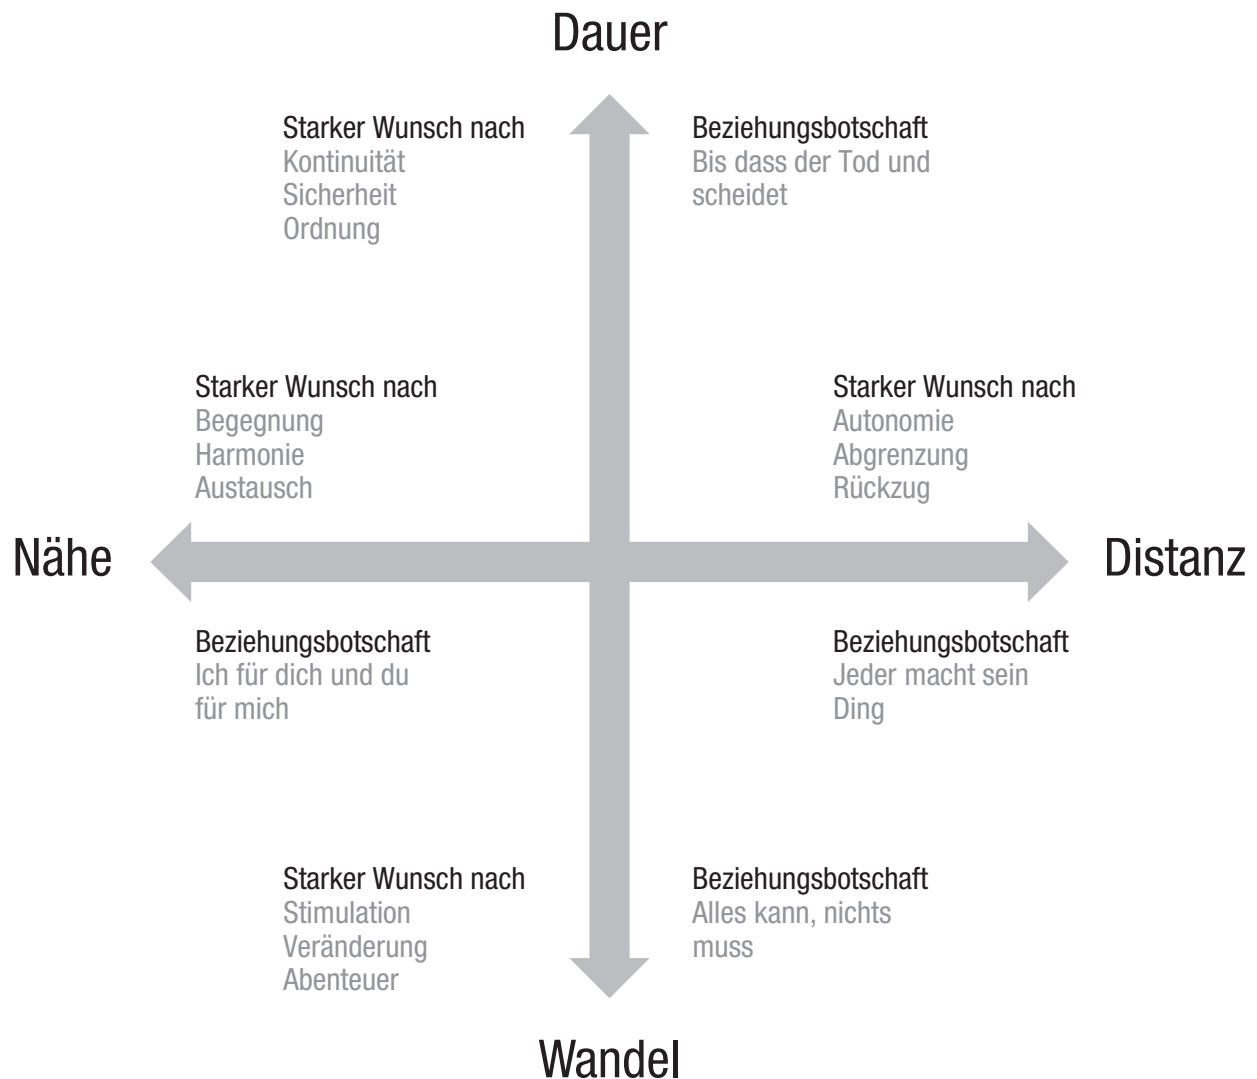 Dauer
Starker Wunsch nach
Kontinuität
Sicherheit
Ordnung
Beziehungsbotschaft
Bis dass der Tod und
scheidet
Starker Wunsch nach
Begegnung
Harmonie
Austausch
Starker Wunsch nach
Autonomie
Abgrenzung
Rückzug
Nähe
Distanz
Beziehungsbotschaft
Ich für dich und du
für mich
Beziehungsbotschaft
Jeder macht sein
Ding
Starker Wunsch nach
Stimulation
Veränderung
Abenteuer
Beziehungsbotschaft
Alles kann, nichts
muss
Wandel